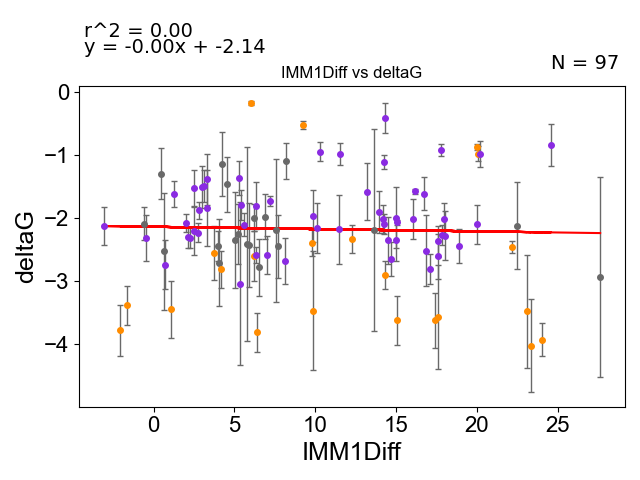 r^2 = 0.00
y = -0.00x + -2.14
N = 97
IMM1Diff vs deltaG
0
−1
−2
−3
−4
deltaG
0 5 10 15 20 25
IMM1Diff